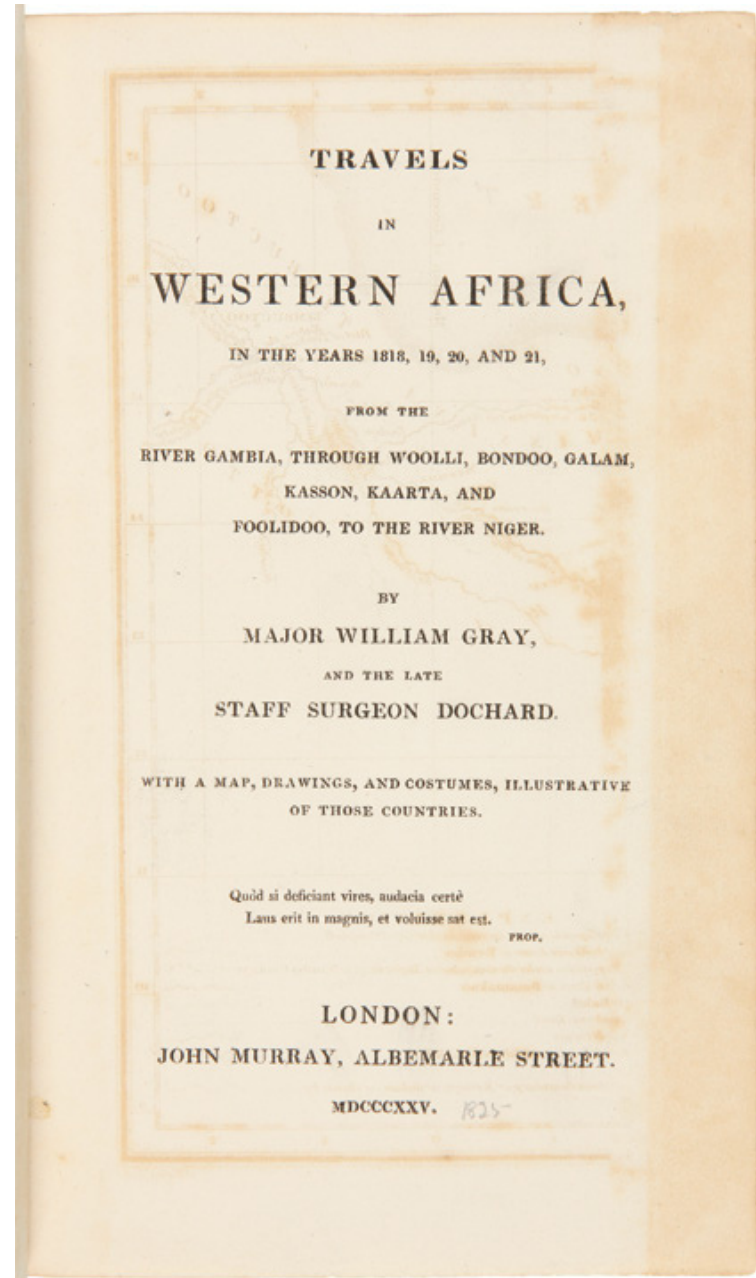 TRAVELS
IN
WESTERN AFRICA,
IN THE YEARS 1818, 19, 20, AND 21,
FROM THE
RIVER GAMBIA, THROUGH WOOLLI, BONDOO, GALAM,
KASSON, KAARTA, AND
FOOLIDOO, TO THE RIVER NIGER.
BY
MAJOR WILLIAM GRAY,
AND THE LATE
STAFF SURGEON DOCHARD.
WITH A MAP, DRAWINGS, AND COSTUMES, ILLUSTRATIVE
OF THOSE COUNTRIES.
Quòd si deficiant vires, audacia certè
Laus erit in magnis, et voluisse sat est.
PROP.
LONDON:
JOHN MURRAY, ALBEMARLE STREET.
MDCCCXXV. 1825